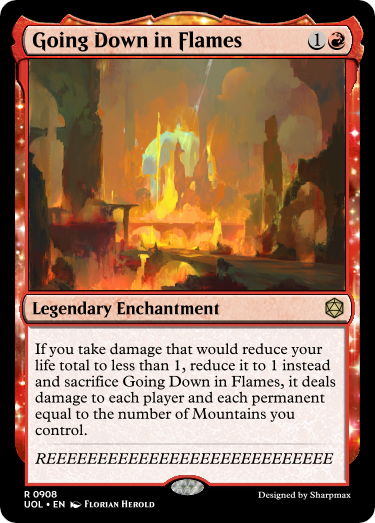 Going Down in Flames 1
Legendary Enchantment
If you take damage that would reduce your
life total to less than 1, reduce it to 1 instead
and sacrifice Going Down in Flames, it deals
damage to each player and each permanent
equal to the number of Mountains you
control.
REEEEEEEEEEEEEEEEEEEEEEEEEEEE
R 0908
UOL • EN Florian Herold
Designed by Sharpmax